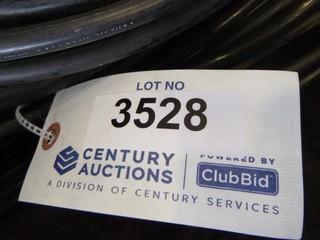 LOT NO
3528
CENTURY AUCTIONS
POWERED BY
ClubBid
A DIVISION OF CENTURY SERVICES